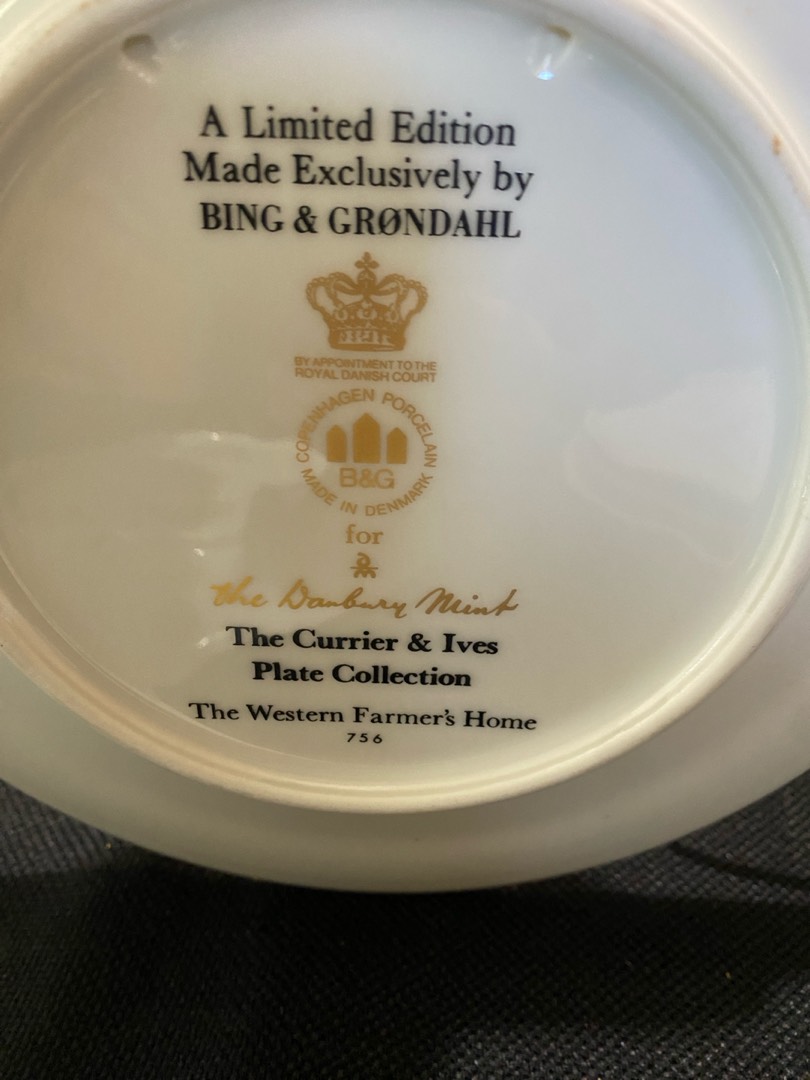 A Limited Edition
Made Exclusively by
BING & GRØNDAHL
BY APPOINTMENT TO THE
ROYAL DANISH COURT
COPENHAGEN PORCELAIN
B&G
MADE IN DENMARK
for
the Danbury Mint
The Currier & Ives
Plate Collection
The Western Farmer's Home
756